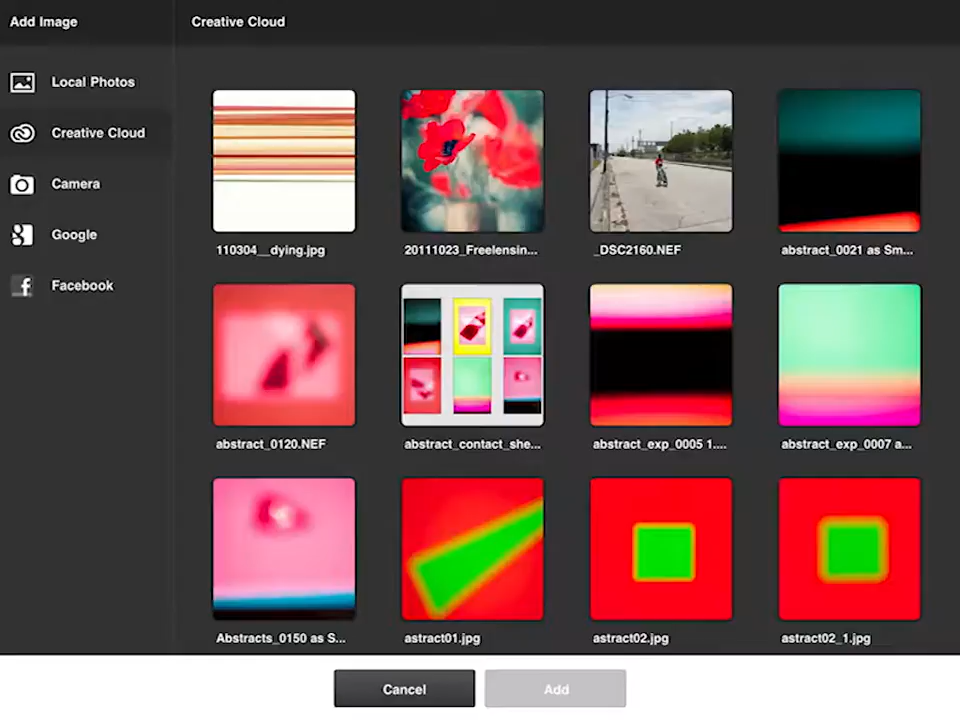 Add Image
Creative Cloud
Local Photos
Creative Cloud
Camera
Google
Facebook
110304__dying.jpg
20111023_Freelensin...
_DSC2160.NEF
abstract_0021 as Sm...
abstract_0120.NEF
abstract_contact_she...
abstract_exp_0005 1....
abstract_exp_0007 a...
Abstracts_0150 as S...
astract01.jpg
astract02.jpg
astract02_1.jpg
Cancel
Add